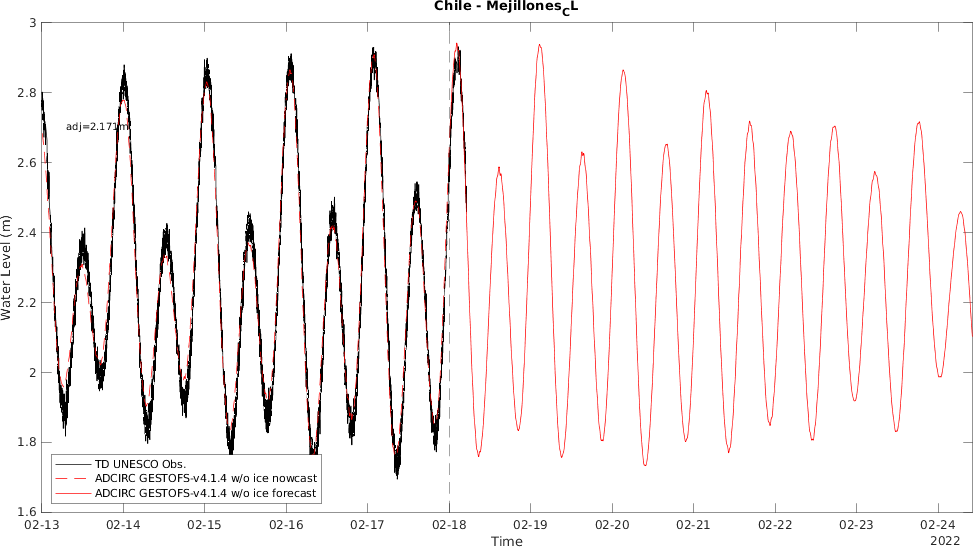 Chile - Mejillones_CL
3
2.8
2.6
2.4
2.2
2
1.8
1.6
Water Level (m)
adj=2.171m
TD UNESCO Obs.
ADCIRC GESTOFS-v4.1.4 w/o ice nowcast
ADCIRC GESTOFS-v4.1.4 w/o ice forecast
02-13 02-14 02-15 02-16 02-17 02-18 02-19 02-20 02-21 02-22 02-23 02-24
Time
2022